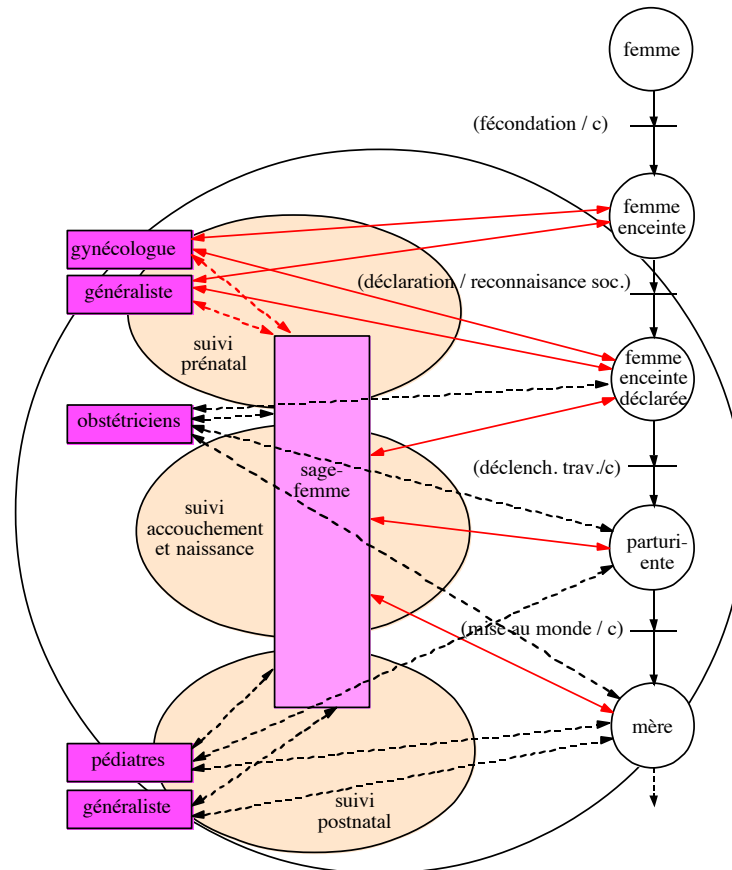 femme
(fécondation / c)
femme
enceinte
gynécologue
généraliste
(déclaration / reconnaisance soc.)
suivi
prénatal
femme
enceinte
déclarée
obstétriciens
sage-
femme
(déclench. trav./c)
suivi
accouchement
et naissance
parturi-
ente
(mise au monde / c)
mère
pédiatres
généraliste
suivi
postnatal